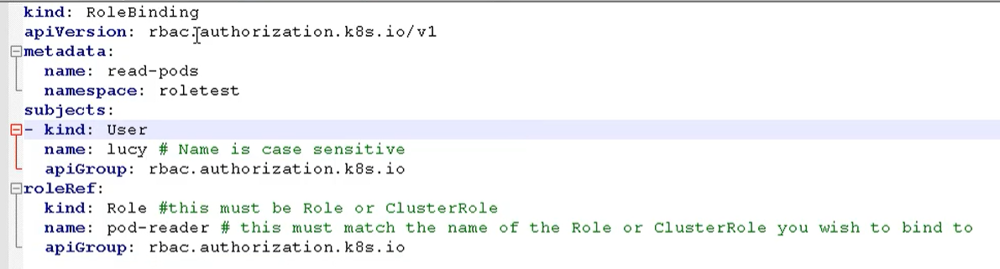 kind: RoleBinding
apiVersion: rbac.authorization.k8s.io/v1
metadata:
  name: read-pods
  namespace: roletest
subjects:
- kind: User
  name: lucy # Name is case sensitive
  apiGroup: rbac.authorization.k8s.io
roleRef:
  kind: Role #this must be Role or ClusterRole
  name: pod-reader # this must match the name of the Role or ClusterRole you wish to bind to
  apiGroup: rbac.authorization.k8s.io